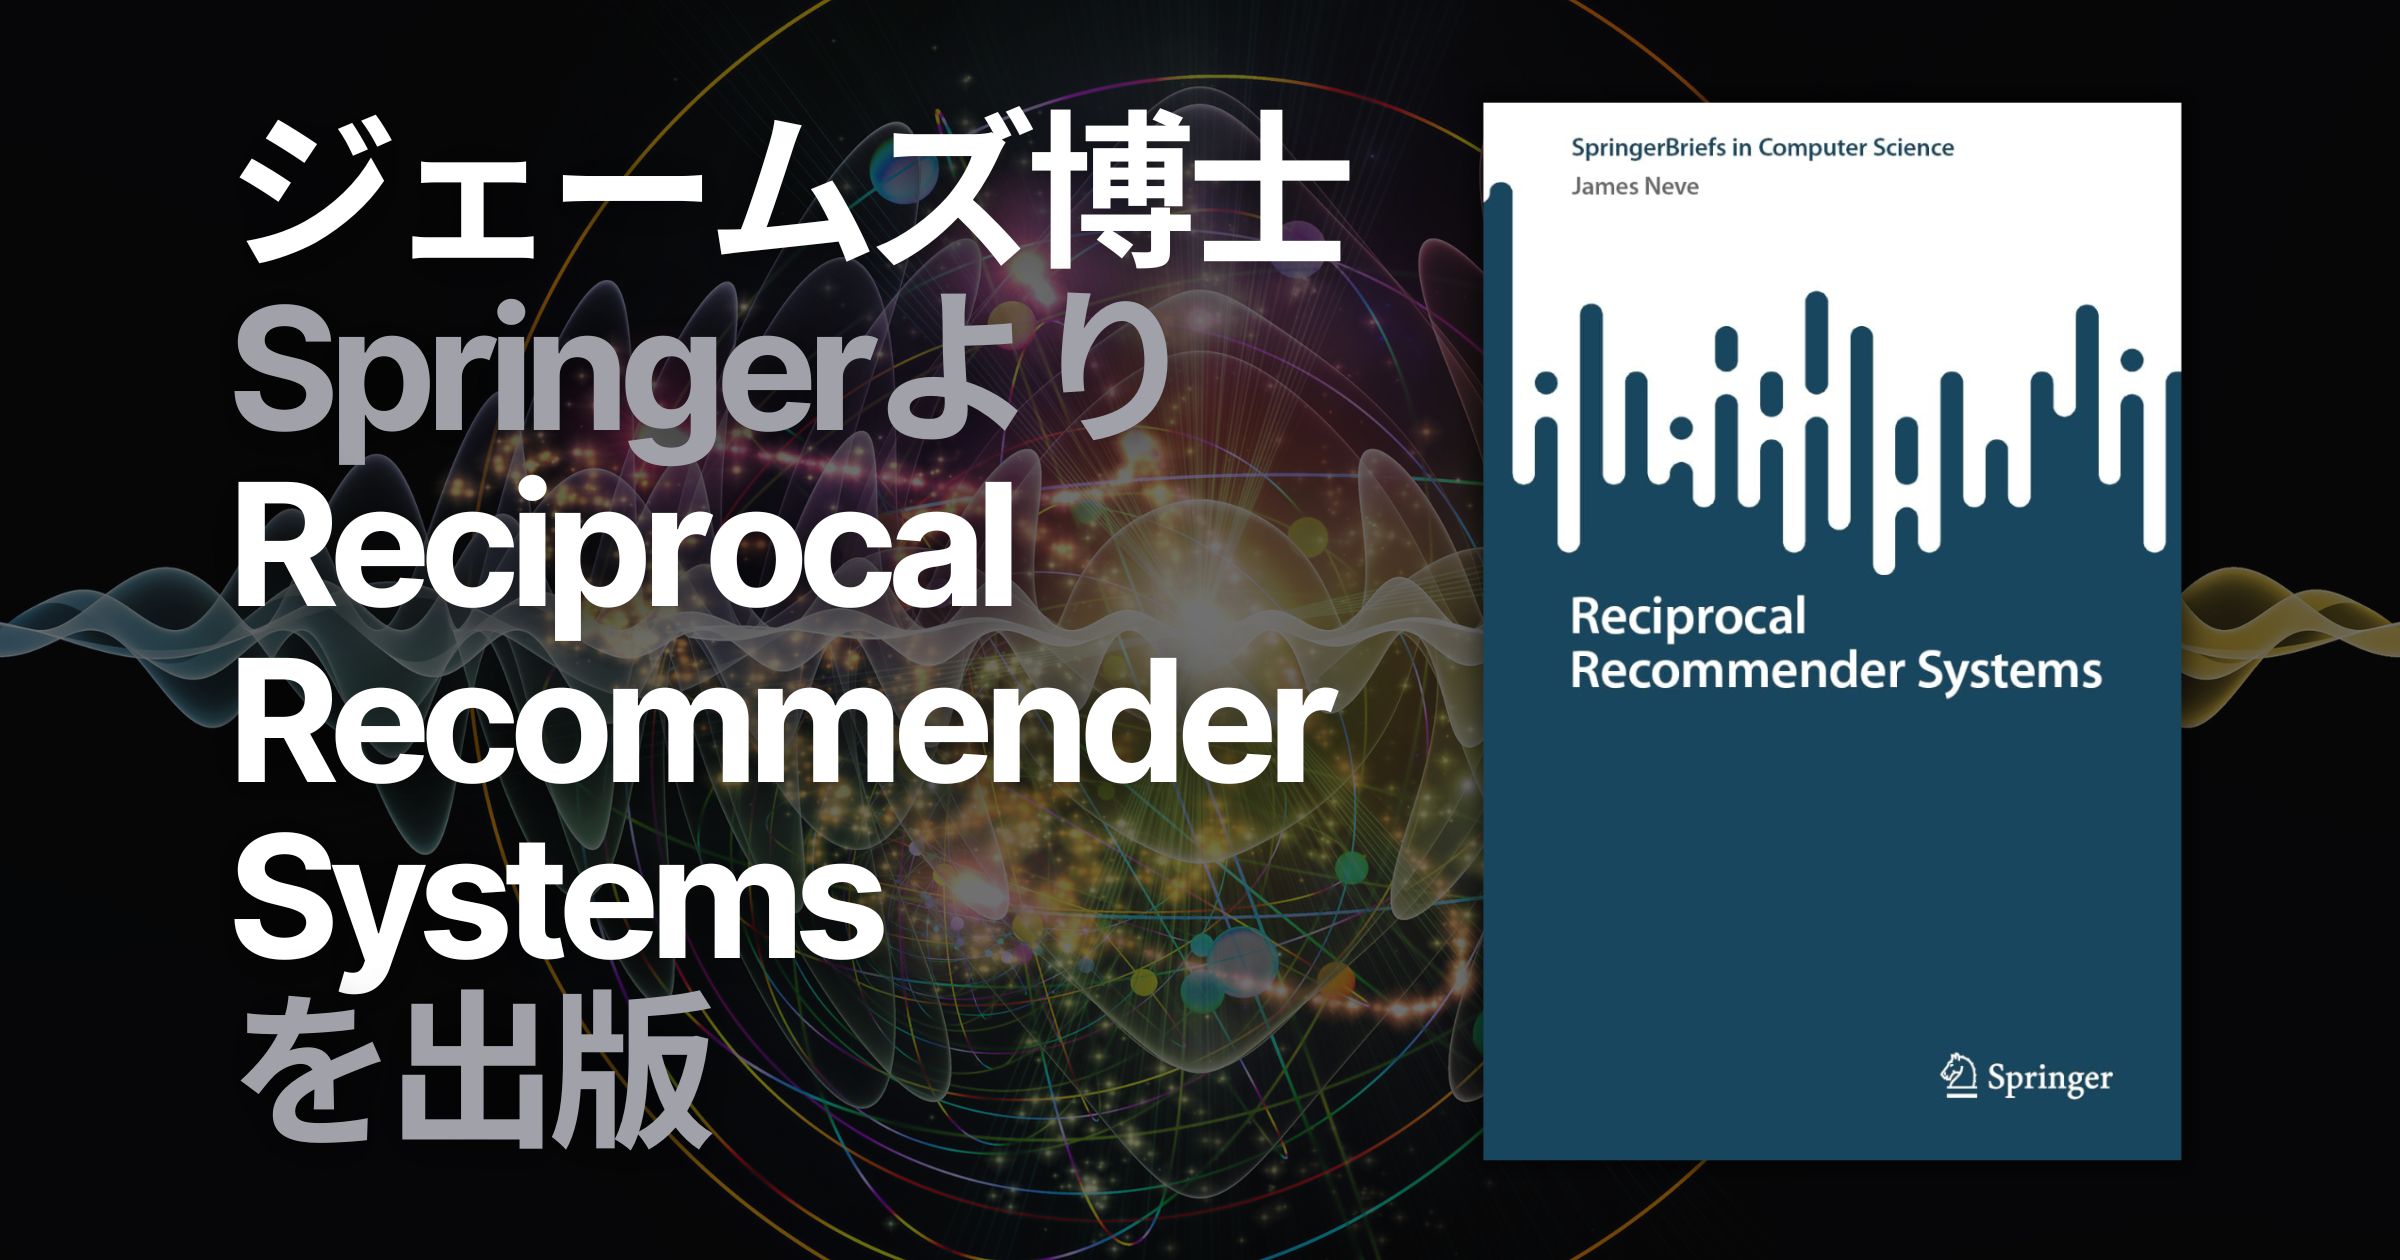 ジェームズ博士
Springerより
Reciprocal
Recommender
Systems
を出版
SpringerBriefs in Computer Science
James Neve
Reciprocal
Recommender Systems
Springer